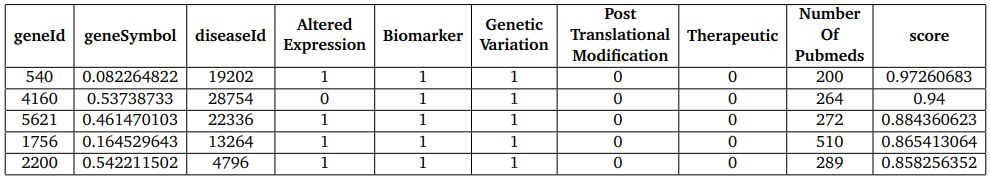 geneId geneSymbol diseaseId Altered Expression Biomarker Genetic Variation Post Translational Modification Therapeutic Number Of Pubmeds score
540 0.082264822 19202 1 1 1 0 0 200 0.97260683
4160 0.53738733 28754 0 1 1 0 0 264 0.94
5621 0.461470103 22336 1 1 1 0 0 272 0.884360623
1756 0.164529643 13264 1 1 1 0 0 510 0.865413064
2200 0.542211502 4796 1 1 1 0 0 289 0.858256352